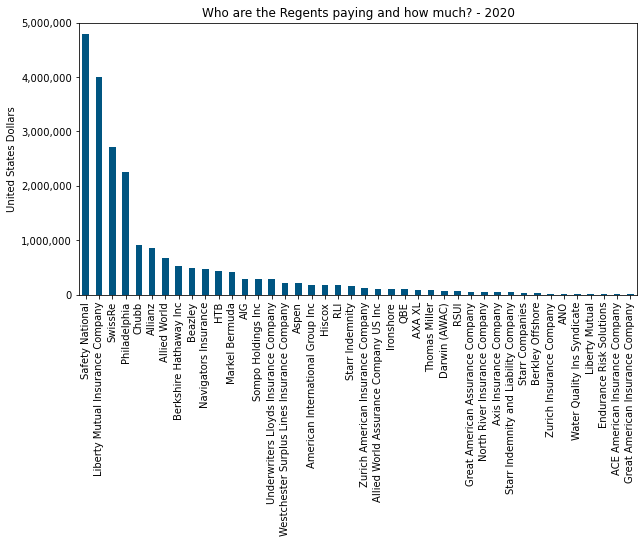 Who are the Regents paying and how much? - 2020
United States Dollars
5,000,000
4,000,000
3,000,000
2,000,000
1,000,000
0
Safety National
Liberty Mutual Insurance Company
SwissRe
Philadelphia
Chubb
Allianz
Allied World
Berkshire Hathaway Inc
Beazley
Navigators Insurance
HTB
Markel Bermuda
AIG
Sompo Holdings Inc
Underwriters Lloyds Insurance Company
Westchester Surplus Lines Insurance Company
Aspen
American International Group Inc
Hiscox
RLI
Starr Indemnity
Zurich American Insurance Company
Allied World Assurance Company US Inc
Ironshore
QBE
AXA XL
Thomas Miller
Darwin (AWAC)
RSUI
Great American Assurance Company
North River Insurance Company
Axis Insurance Company
Starr Indemnity and Liability Company
Starr Companies
Berkley Offshore
Zurich Insurance Company
ANO
Water Quality Ins Syndicate
Liberty Mutual
Endurance Risk Solutions
ACE American Insurance Company
Great American Insurance Company